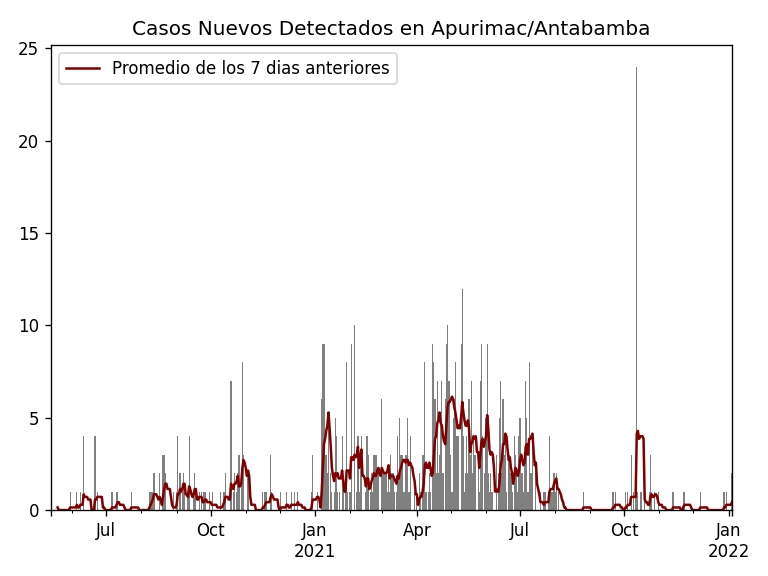 Casos Nuevos Detectados en Apurimac/Antabamba
Promedio de los 7 dias anteriores
25
20
15
10
5
0
Jul Oct Jan Apr Jul Oct Jan
2021 2022